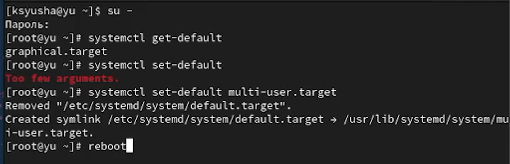 [ksyusha@yu ~]$ su -
Пароль:
[root@yu ~]# systemctl get-default
graphical.target
[root@yu ~]# systemctl set-default
Too few arguments.
[root@yu ~]# systemctl set-default multi-user.target
Removed "/etc/systemd/system/default.target".
Created symlink /etc/systemd/system/default.target → /usr/lib/systemd/system/mu
i-user.target.
[root@yu ~]# reboot